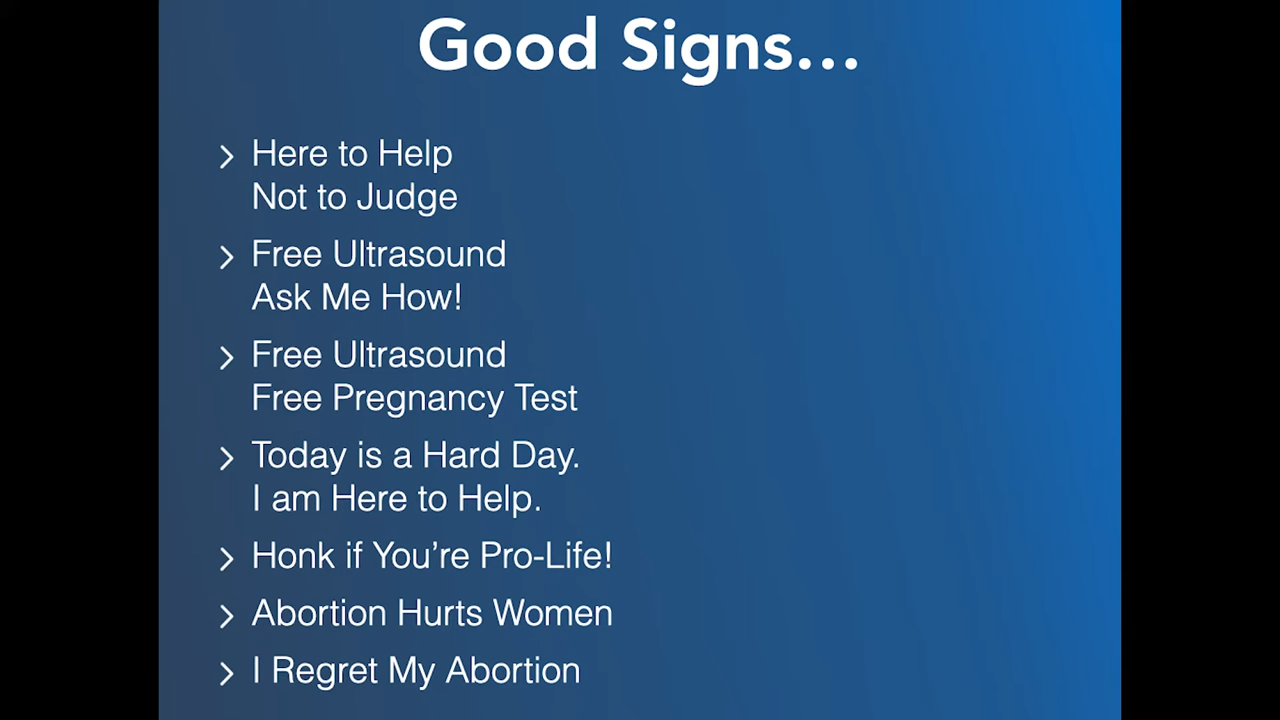 Good Signs...
Here to Help
Not to Judge
Free Ultrasound
Ask Me How!
Free Ultrasound
Free Pregnancy Test
Today is a Hard Day.
I am Here to Help.
Honk if You’re Pro-Life!
Abortion Hurts Women
I Regret My Abortion